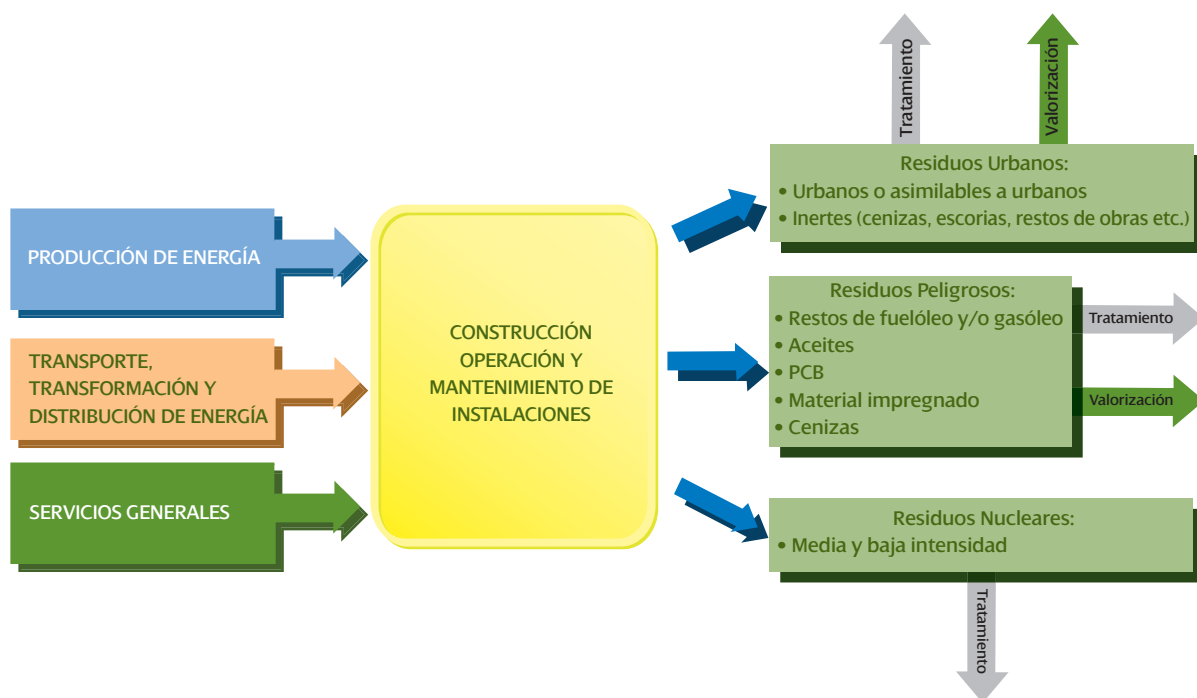 PRODUCCIÓN DE ENERGÍA
TRANSPORTE,
TRANSFORMACIÓN Y
DISTRIBUCIÓN DE ENERGÍA
SERVICIOS GENERALES
CONSTRUCCIÓN
OPERACIÓN Y
MANTENIMIENTO DE
INSTALACIONES
Tratamiento
Valorización
Residuos Urbanos:
• Urbanos o asimilables a urbanos
• Inertes (cenizas, escorias, restos de obras etc.)
Residuos Peligrosos:
• Restos de fuelóleo y/o gasóleo
• Aceites
• PCB
• Material impregnado
• Cenizas
Tratamiento
Valorización
Residuos Nucleares:
• Media y baja intensidad
Tratamiento